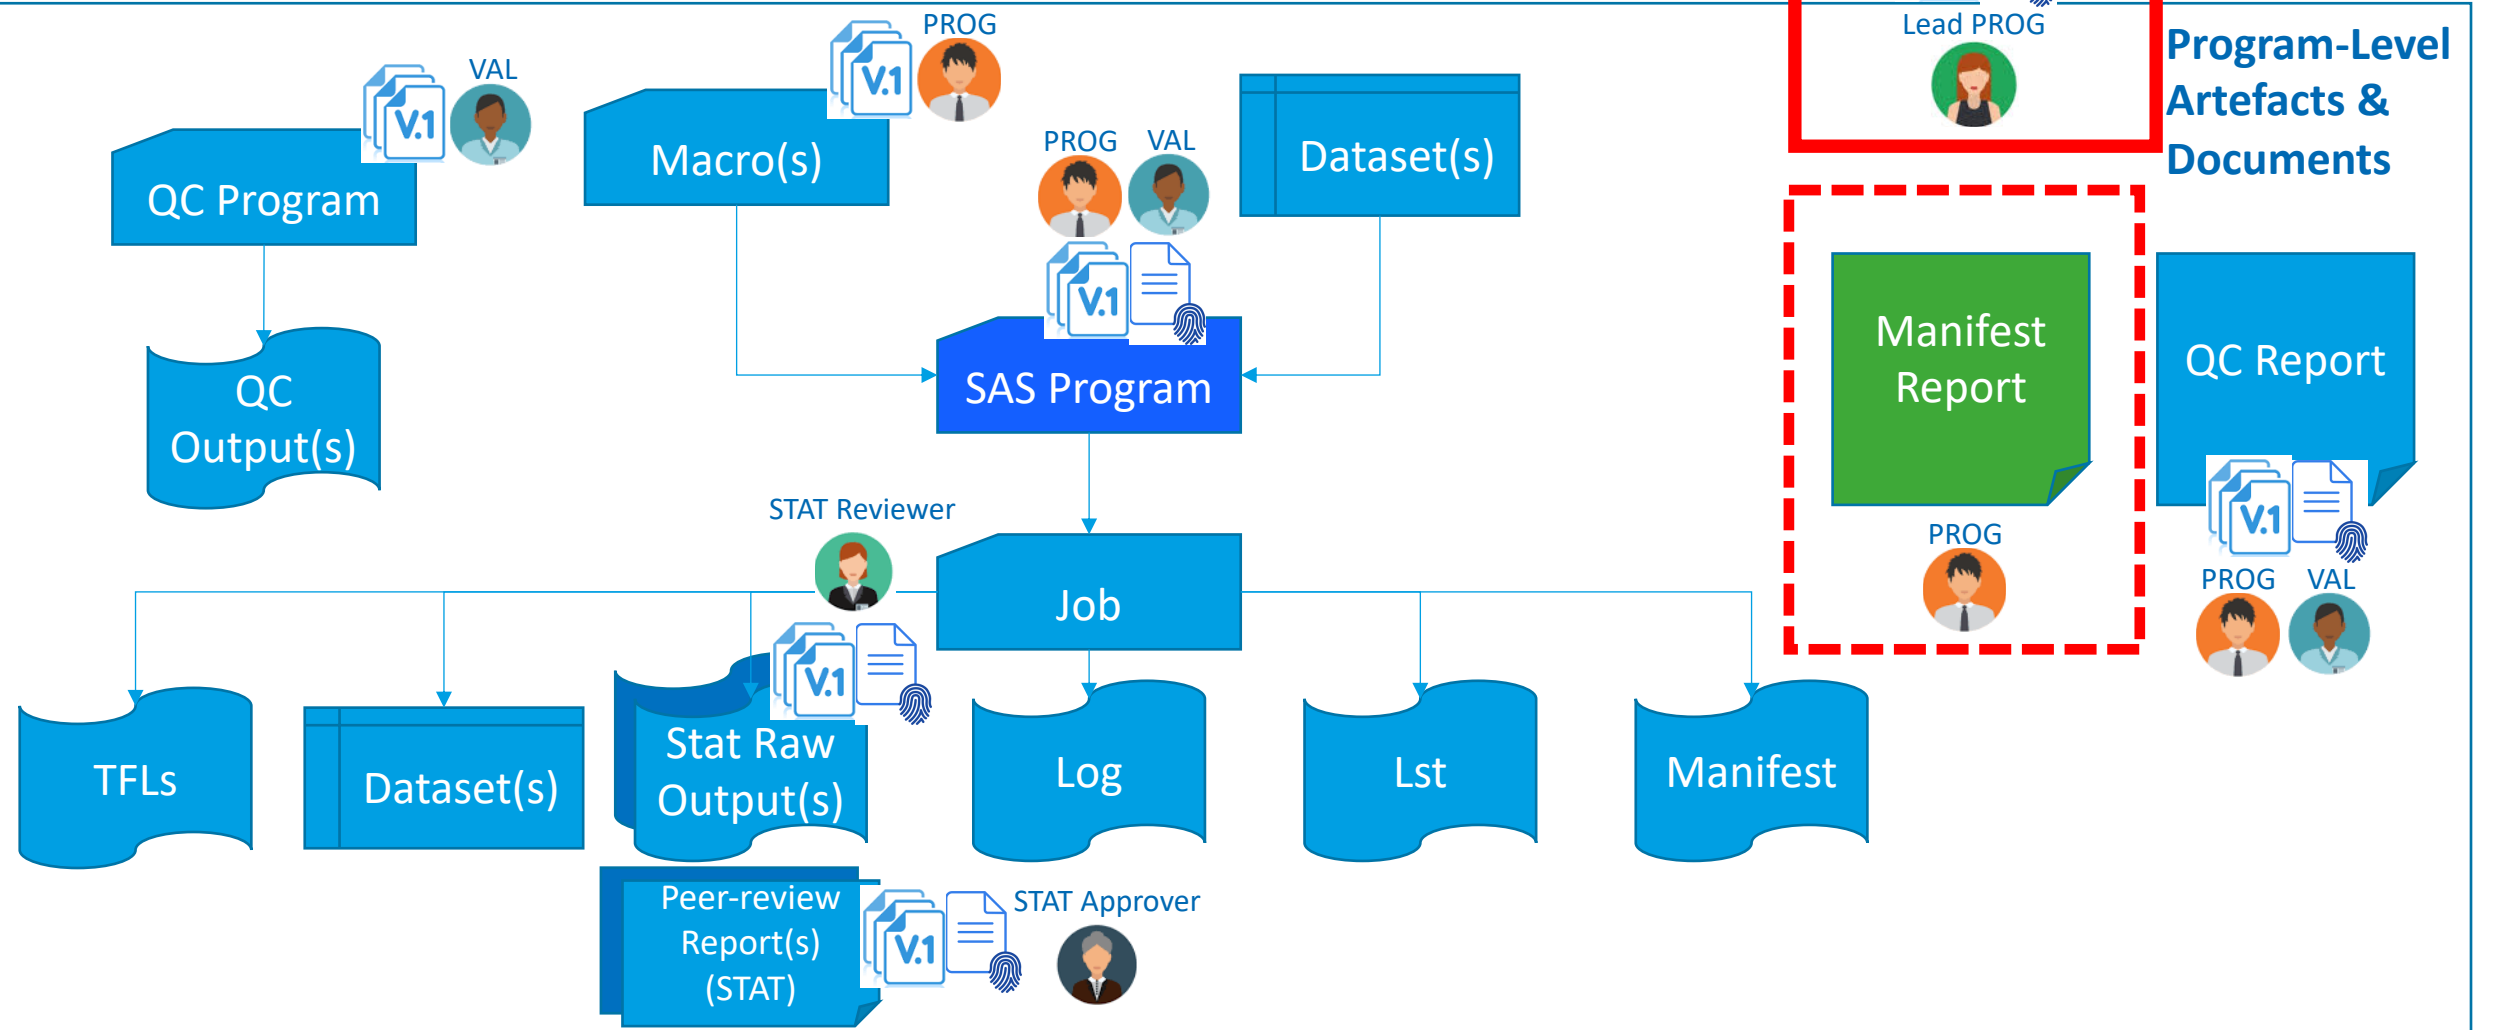 PROG
Lead PROG
Program-Level
Artefacts &
Documents
VAL
V.1
V.1
PROG
VAL
Macro(s)
Dataset(s)
QC Program
V.1
Manifest
Report
QC Report
SAS Program
QC
Output(s)
STAT Reviewer
V.1
PROG
PROG
VAL
Job
V.1
Stat Raw
Output(s)
TFLs
Dataset(s)
Log
Lst
Manifest
Peer-review
Report(s)
(STAT)
V.1
STAT Approver